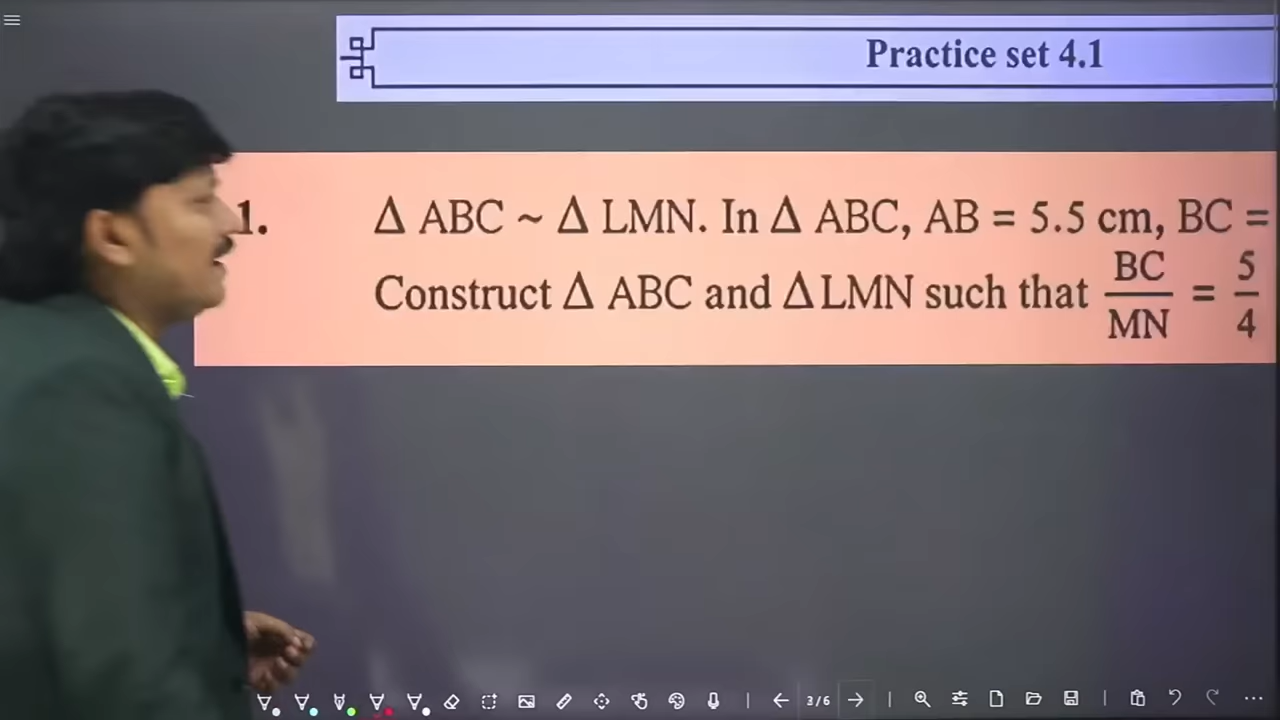 Practice set 4.1
1. Δ ABC ~ Δ LMN. In Δ ABC, AB = 5.5 cm, BC =
Construct Δ ABC and Δ LMN such that BC/MN = 5/4
3/6